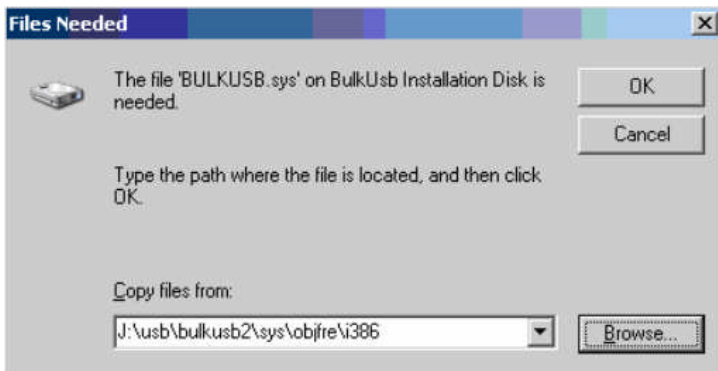 Files Needed
The file 'BULKUSB.sys' on BulkUsb Installation Disk is
needed.
OK
Cancel
Type the path where the file is located, and then click
OK.
Copy files from:
J:\usb\bulkusb2\sys\objfre\i386
Browse...